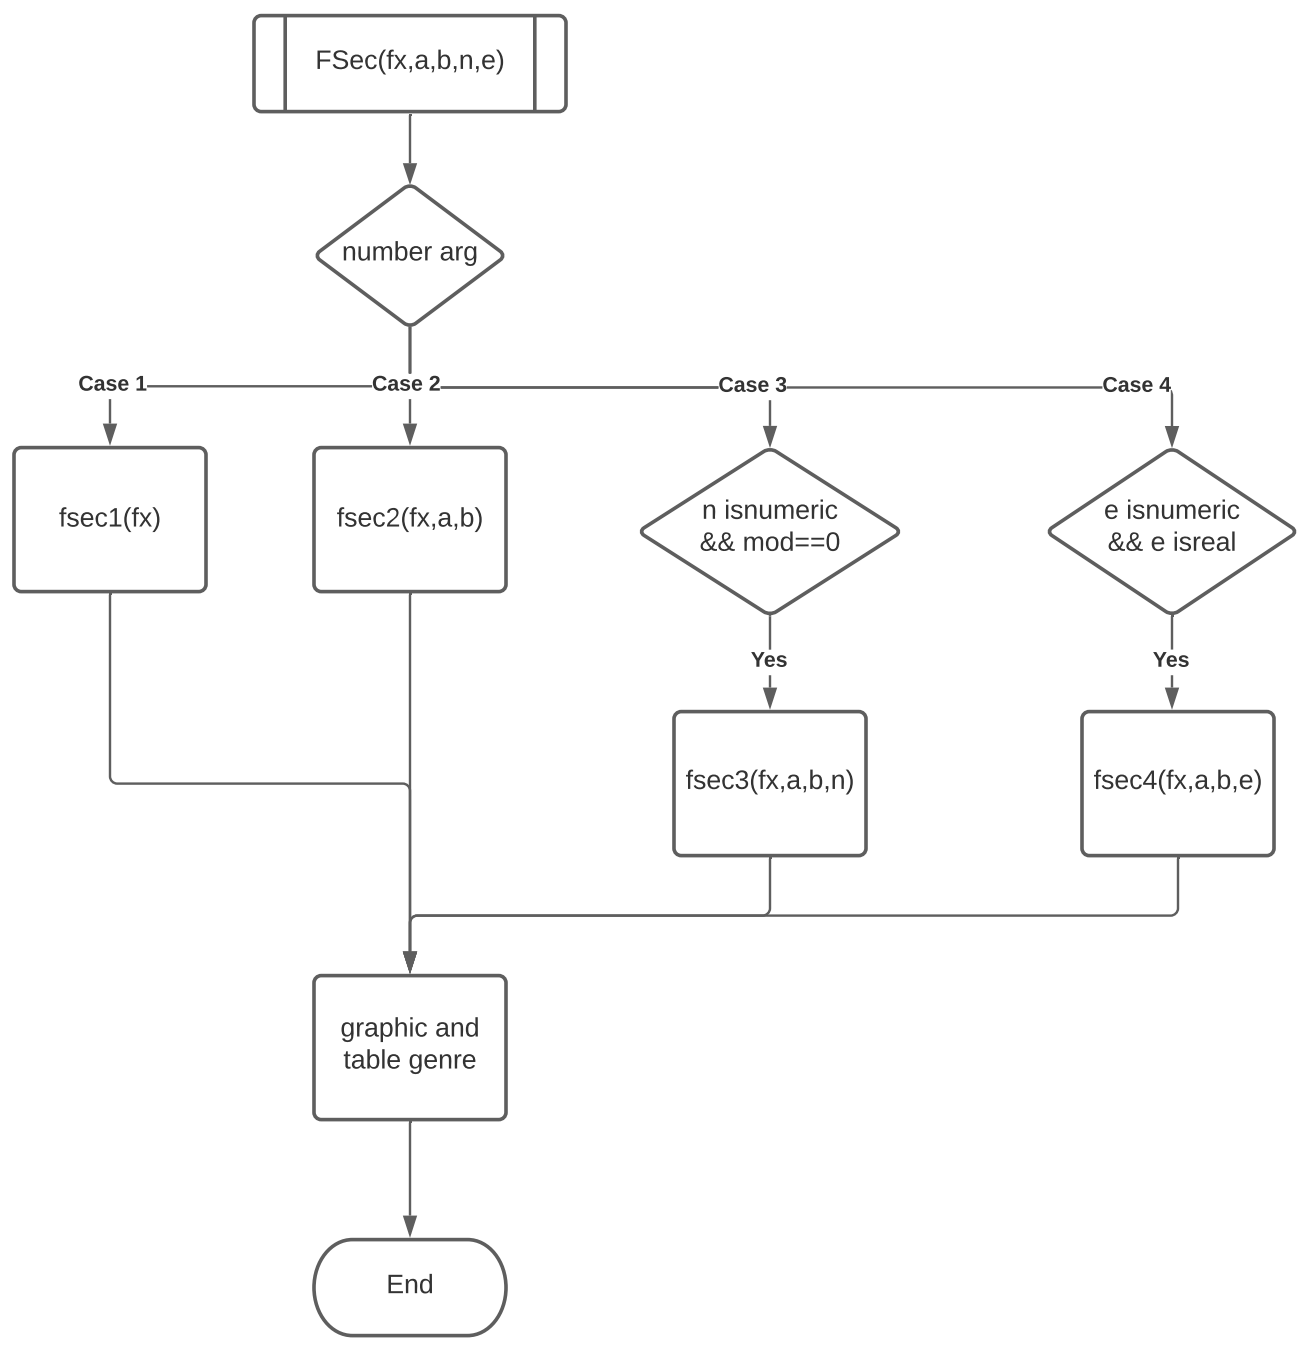 FSec(fx,a,b,n,e)
number arg
Case 1
Case 2
Case 3
Case 4
fsec1(fx)
fsec2(fx,a,b)
n isnumeric
&& mod==0
e isnumeric
&& e isreal
Yes
Yes
fsec3(fx,a,b,n)
fsec4(fx,a,b,e)
graphic and
table genre
End